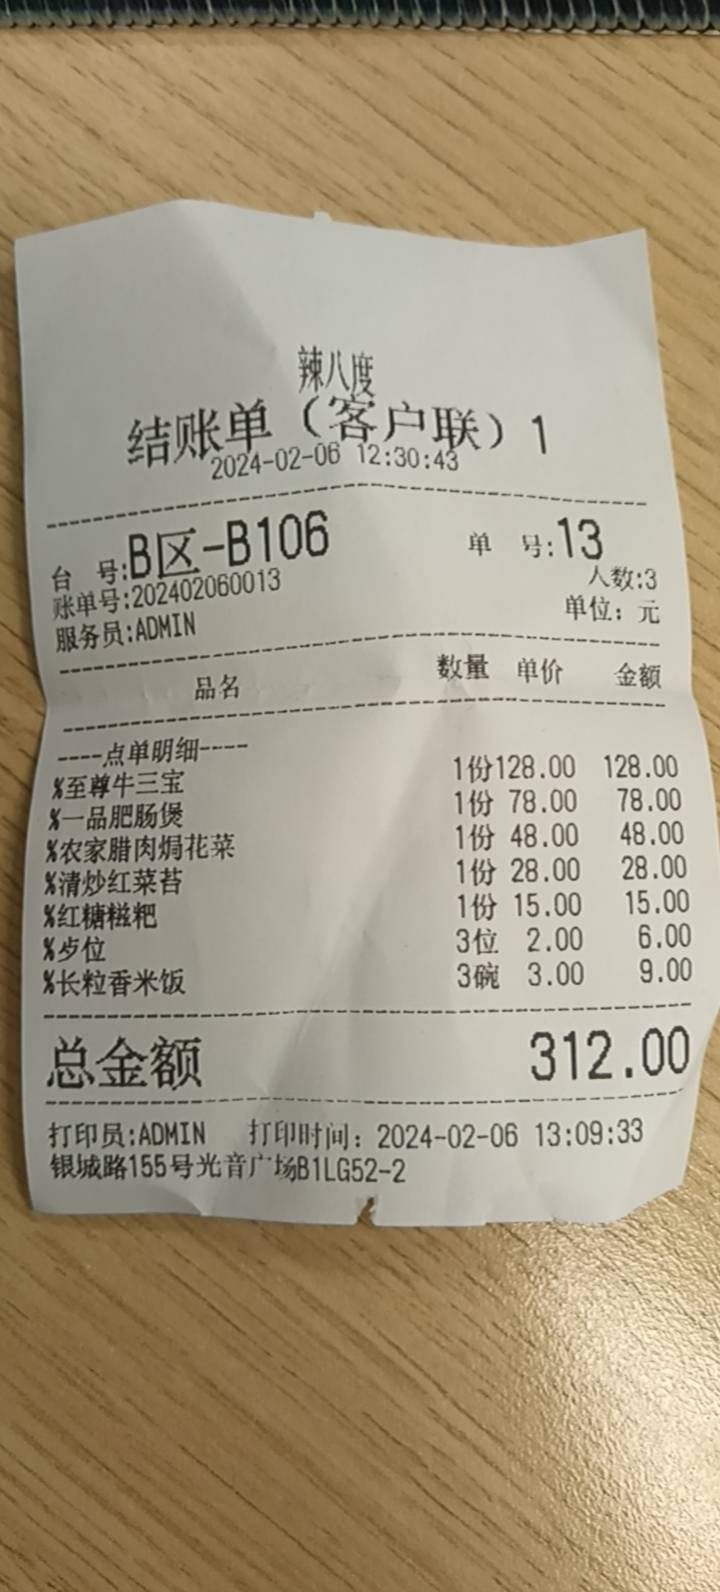 辣八度
结账单（客户联）1
2024-02-06 12:30:43
台 号:B区-B106 单 号:13
账单号:202402060013 人数:3
服务员:ADMIN 单位：元
品名 数量 单价 金额
----点单明细----
%至尊牛三宝 1份128.00 128.00
%一品肥肠煲 1份 78.00 78.00
%农家腊肉焗花菜 1份 48.00 48.00
%清炒红菜苔 1份 28.00 28.00
%红糖糍粑 1份 15.00 15.00
%歺位 3位 2.00 6.00
%长粒香米饭 3碗 3.00 9.00
总金额 312.00
打印员:ADMIN 打印时间：2024-02-06 13:09:33
银城路155号光音广场B1LG52-2